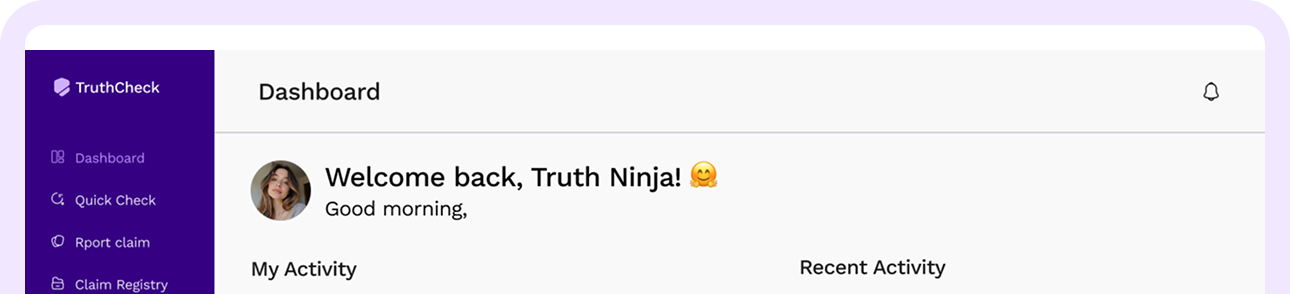 TruthCheck
Dashboard
Quick Check
Rport claim
Claim Registry
Dashboard
Welcome back, Truth Ninja! 🤗
Good morning,
My Activity
Recent Activity